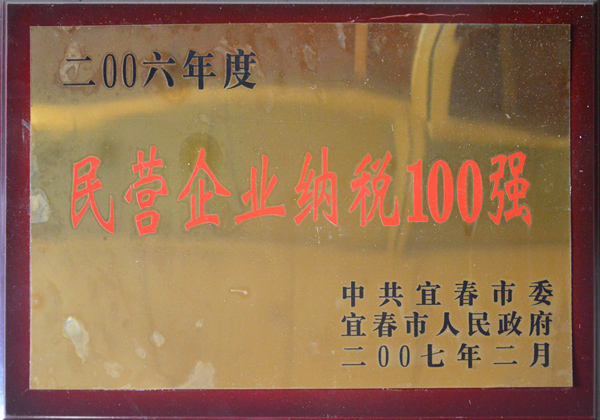 二00六年度
民营企业纳税100强
中共宜春市委
宜春市人民政府
二00七年二月